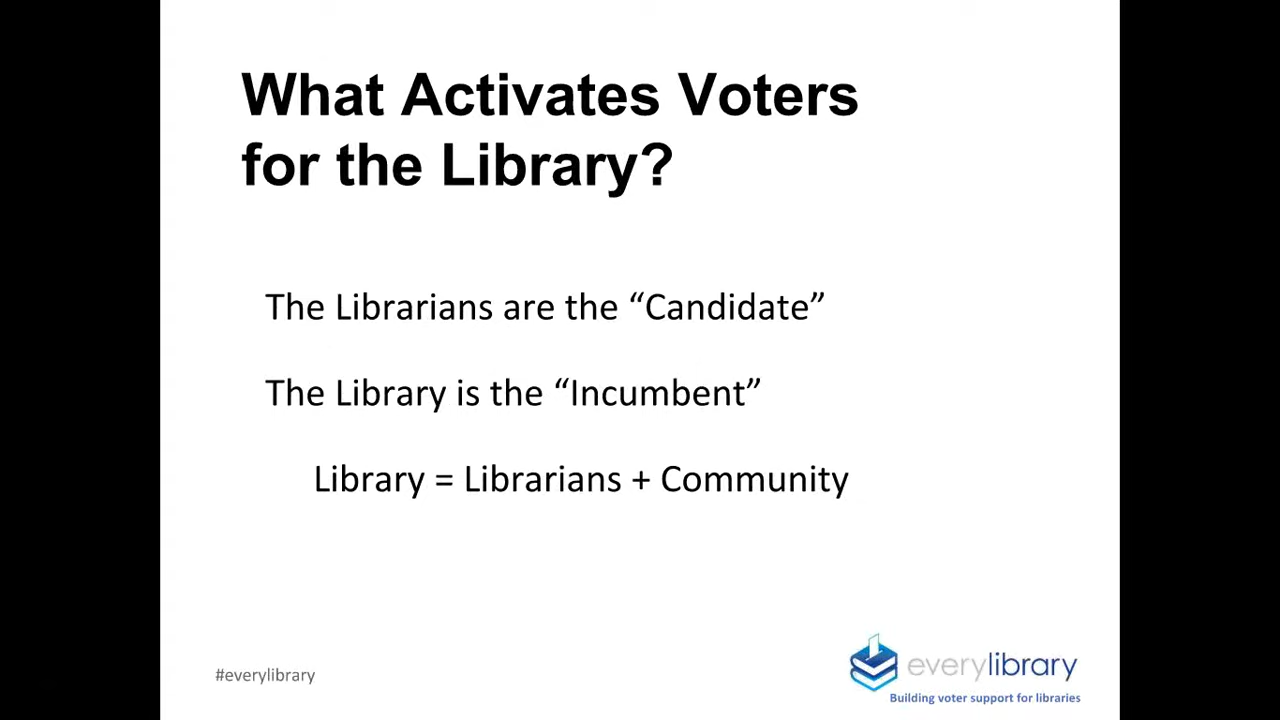 What Activates Voters
for the Library?
The Librarians are the “Candidate”
The Library is the “Incumbent”
Library = Librarians + Community
#everylibrary
everylibrary
Building voter support for libraries